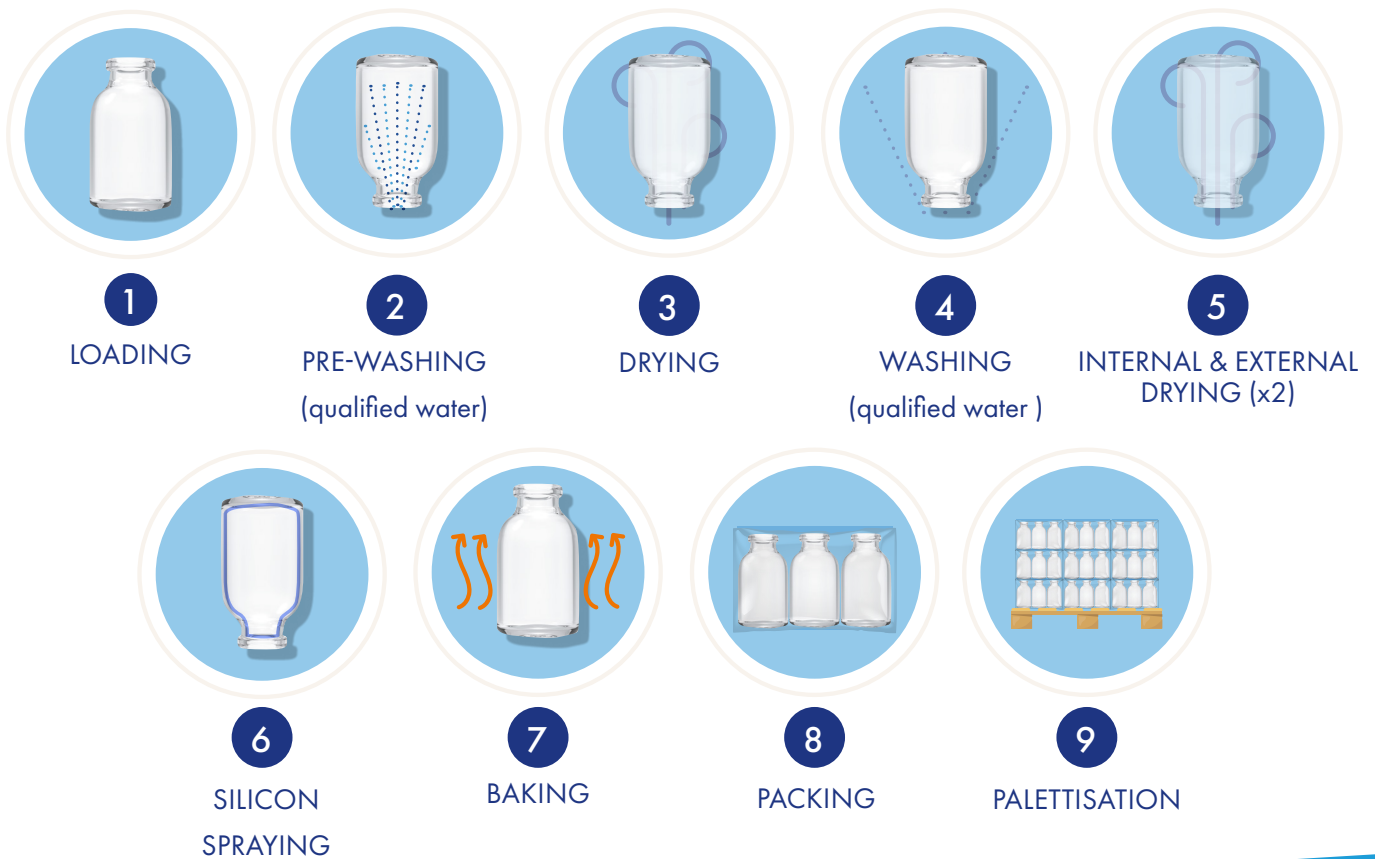 1
LOADING
2
PRE-WASHING
(qualified water)
3
DRYING
4
WASHING
(qualified water )
5
INTERNAL & EXTERNAL
DRYING (x2)
6
SILICON
SPRAYING
7
BAKING
8
PACKING
9
PALETTISATION